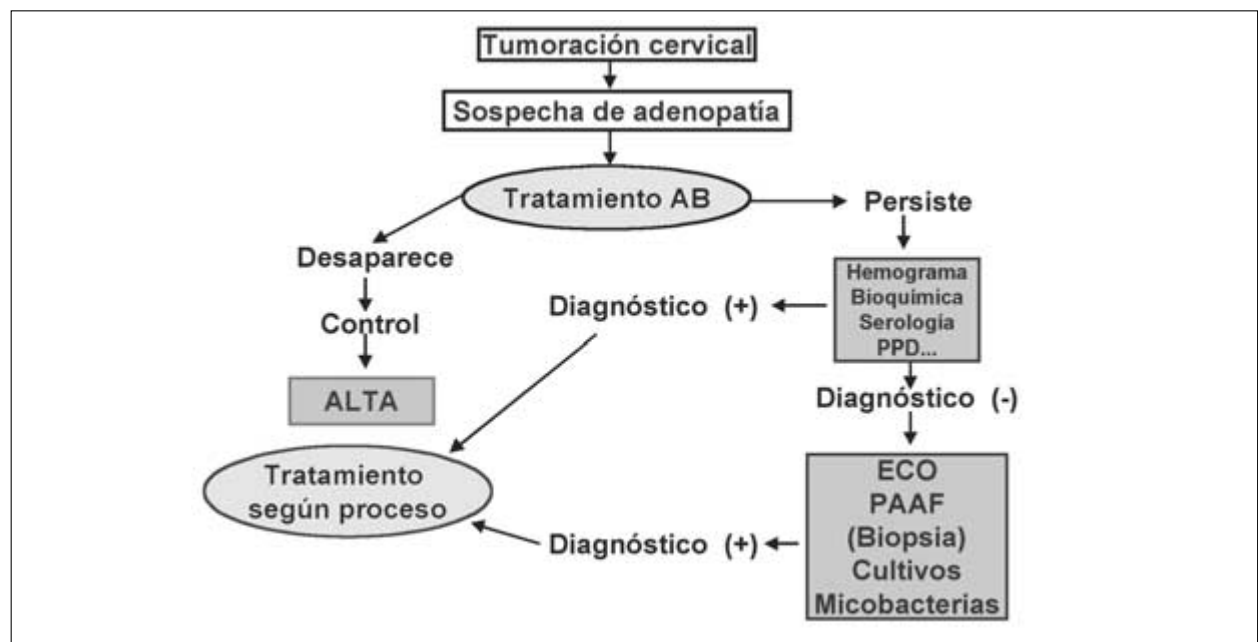 Tumoración cervical
Sospecha de adenopatía
Tratamiento AB
Persiste
Desaparece
Hemograma
Bioquimica
Serología
PPD...
Diagnóstico (+)
Control
ALTA
Diagnóstico (-)
Tratamiento
según proceso
ECO
PAAF
(Biopsia)
Cultivos
Micobacterias
Diagnóstico (+)